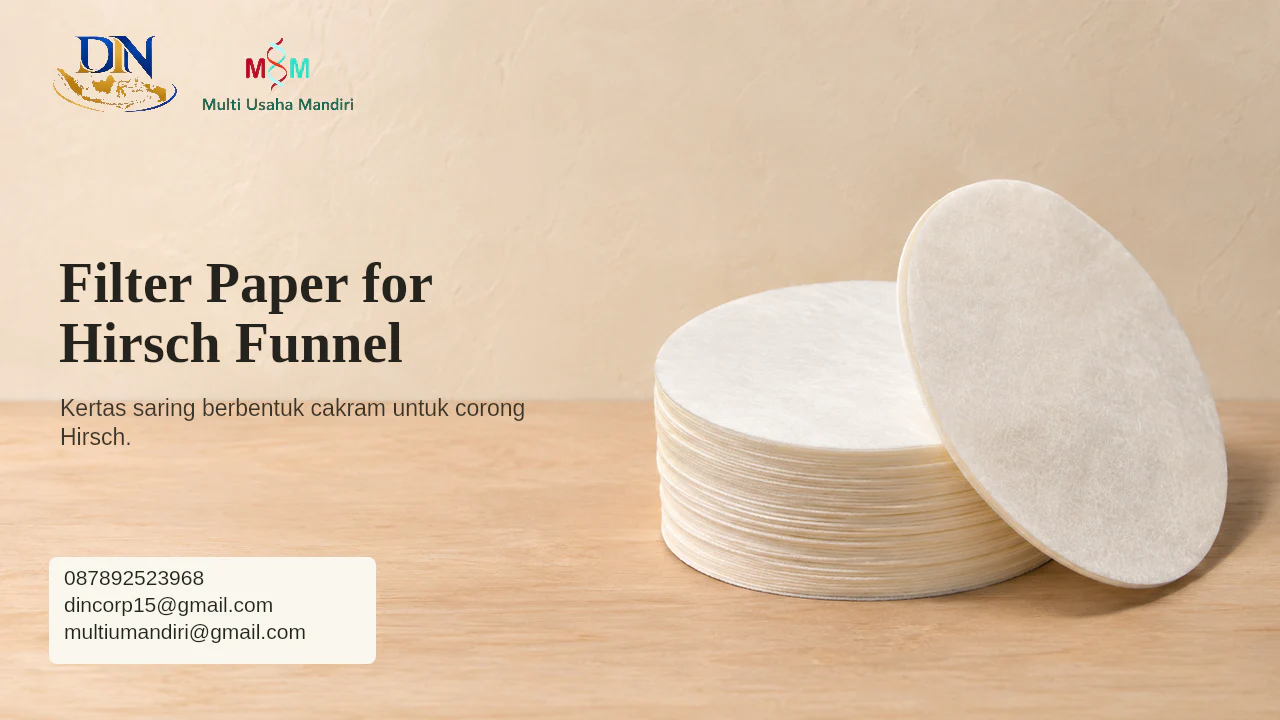 DIN
MSM
Multi Usaha Mandiri
Filter Paper for
Hirsch Funnel
Kertas saring berbentuk cakram untuk corong
Hirsch.
087892523968
dincorp15@gmail.com
multiumandiri@gmail.com